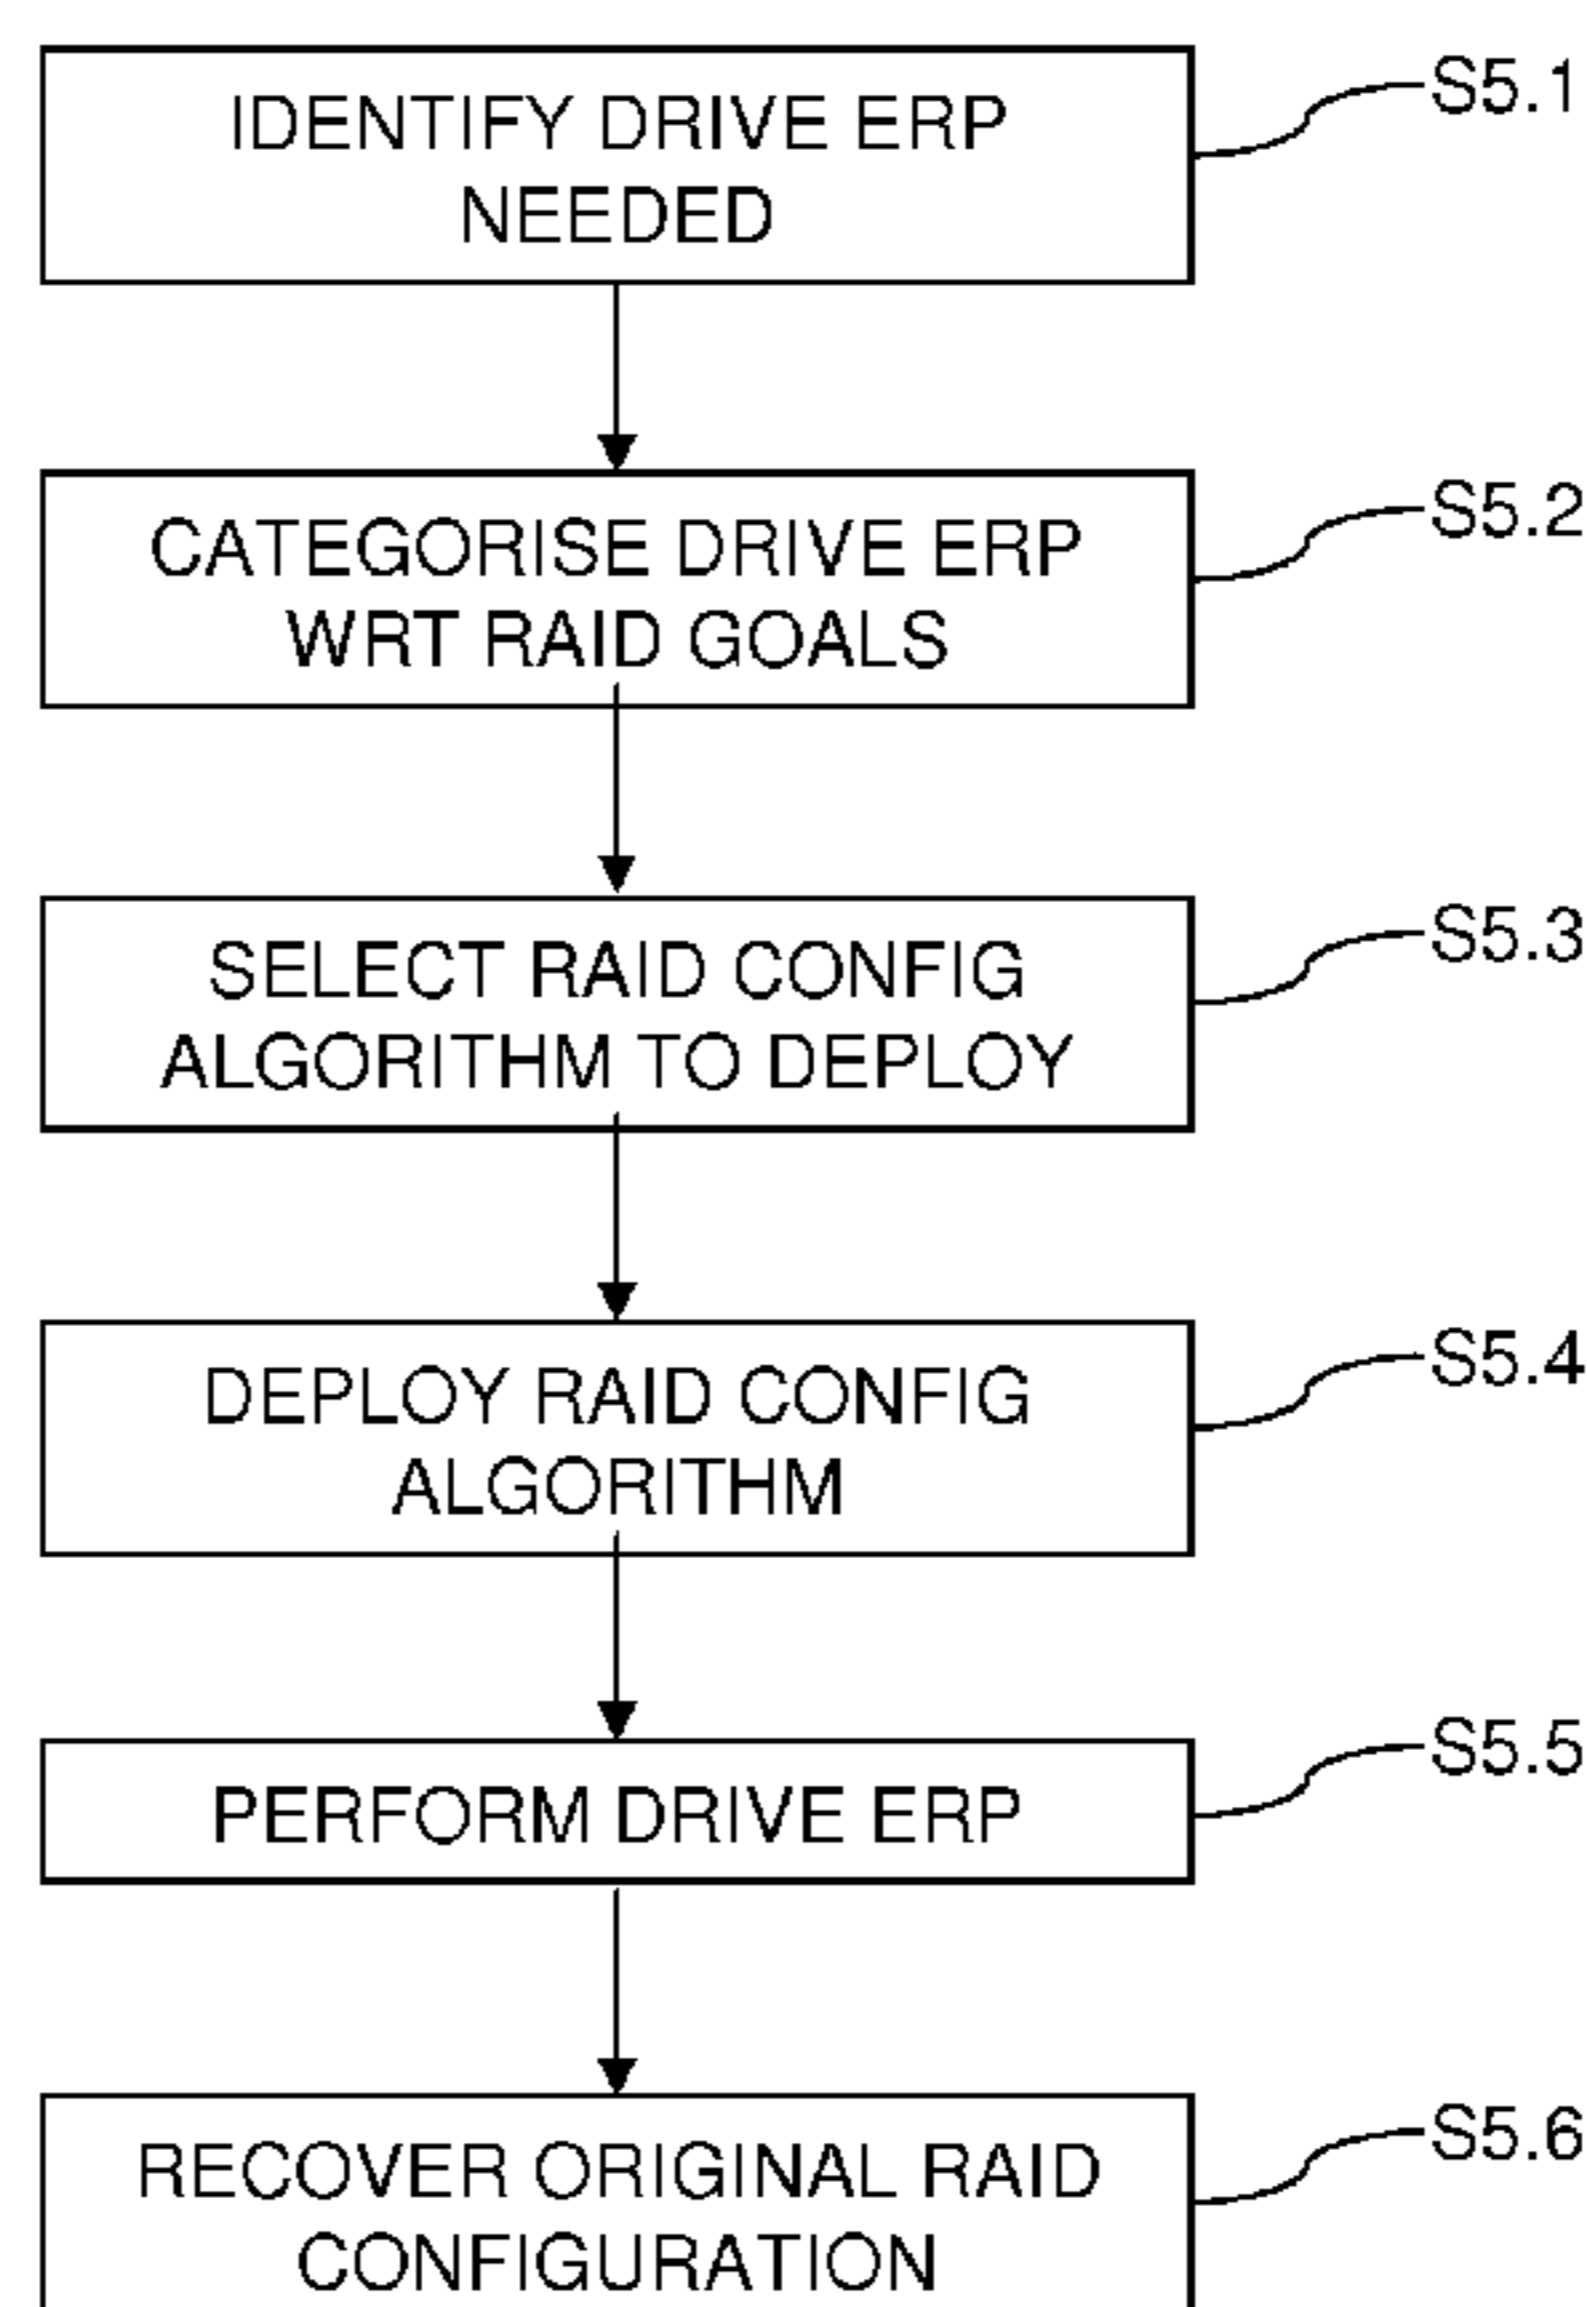 IDENTIFY DRIVE ERP
NEEDED
S5.1
CATEGORISE DRIVE ERP
WRT RAID GOALS
S5.2
SELECT RAID CONFIG
ALGORITHM TO DEPLOY
S5.3
DEPLOY RAID CONFIG
ALGORITHM
S5.4
PERFORM DRIVE ERP
S5.5
RECOVER ORIGINAL RAID
CONFIGURATION
S5.6